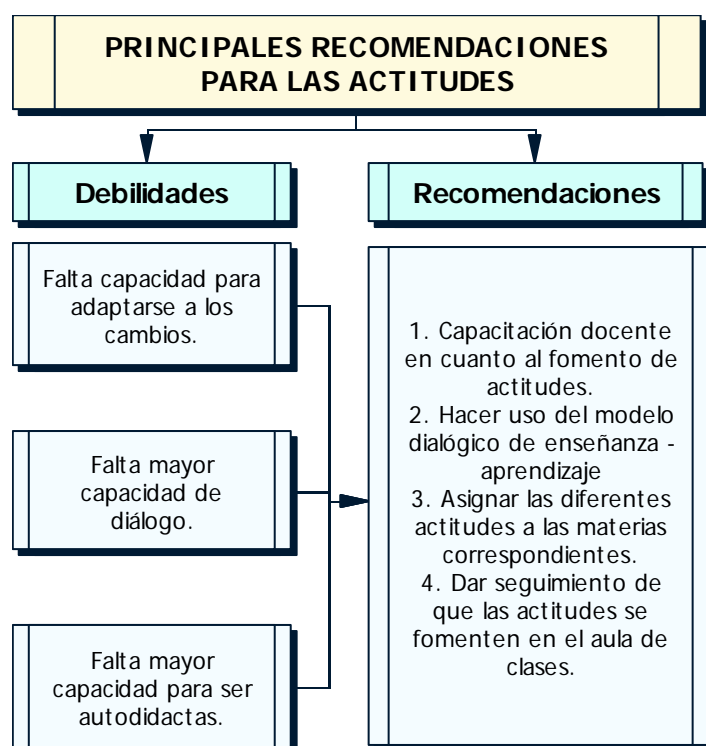 PRINCIPALES RECOMENDACIONES
PARA LAS ACTITUDES
Debilidades
Recomendaciones
Falta capacidad para
adaptarse a los
cambios.
Falta mayor
capacidad de
diálogo.
Falta mayor
capacidad para ser
autodidactas.
1. Capacitación docente
en cuanto al fomento de
actitudes.
2. Hacer uso del modelo
dialógico de enseñanza -
aprendizaje
3. Asignar las diferentes
actitudes a las materias
correspondientes.
4. Dar seguimiento de
que las actitudes se
fomenten en el aula de
clases.